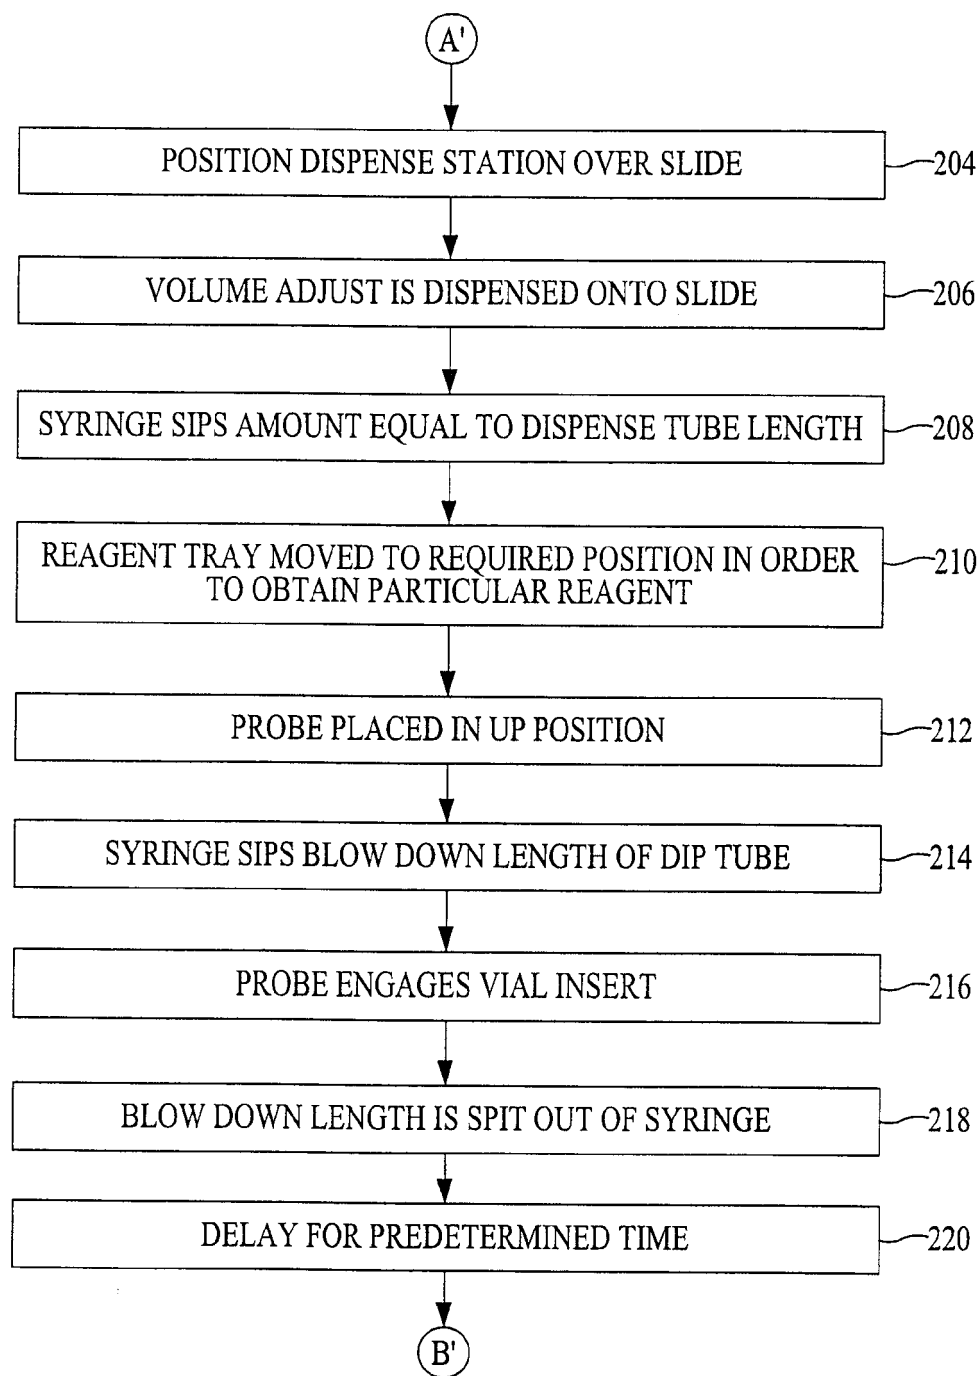 A'
POSITION DISPENSE STATION OVER SLIDE
204
VOLUME ADJUST IS DISPENSED ONTO SLIDE
206
SYRINGE SIPS AMOUNT EQUAL TO DISPENSE TUBE LENGTH
208
REAGENT TRAY MOVED TO REQUIRED POSITION IN ORDER
TO OBTAIN PARTICULAR REAGENT
210
PROBE PLACED IN UP POSITION
212
SYRINGE SIPS BLOW DOWN LENGTH OF DIP TUBE
214
PROBE ENGAGES VIAL INSERT
216
BLOW DOWN LENGTH IS SPIT OUT OF SYRINGE
218
DELAY FOR PREDETERMINED TIME
220
B'